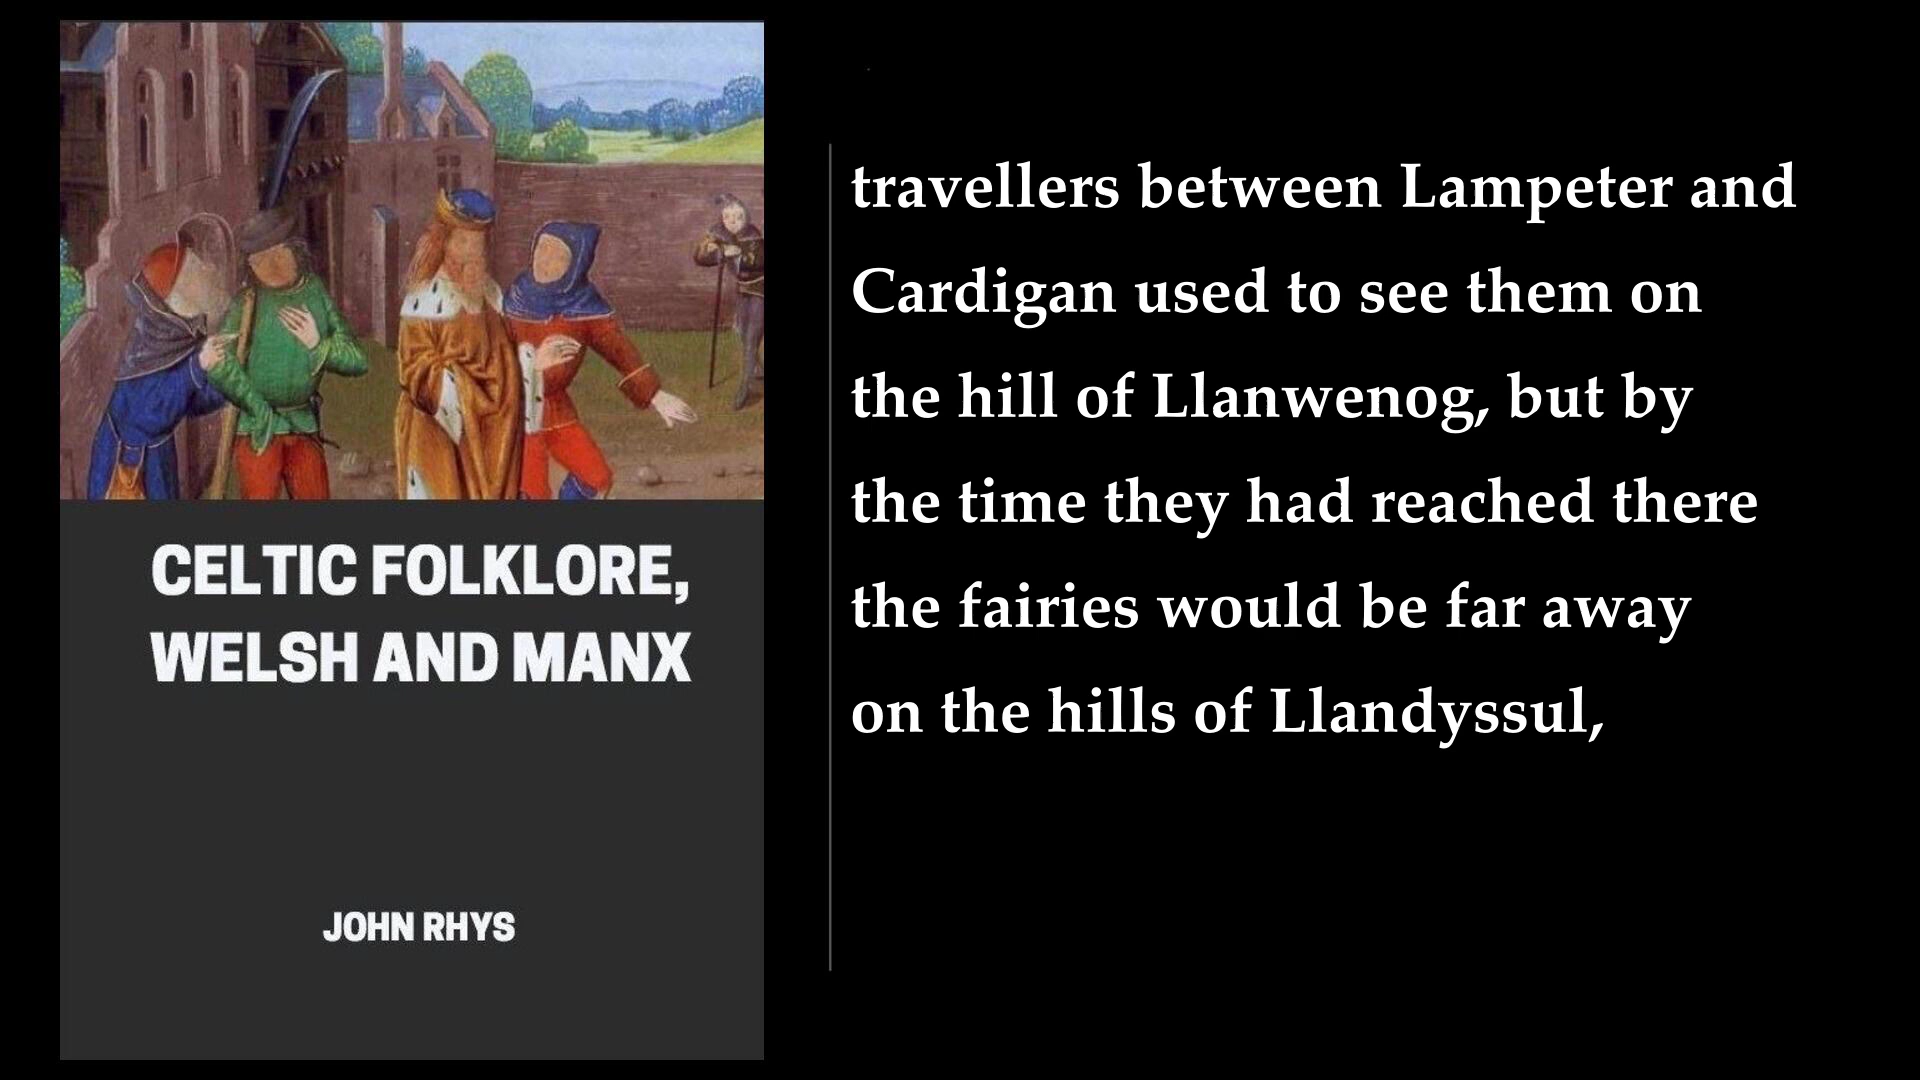 CELTIC FOLKLORE,
WELSH AND MANX
JOHN RHYS
travellers between Lampeter and
Cardigan used to see them on
the hill of Llanwenog, but by
the time they had reached there
the fairies would be far away
on the hills of Llandyssul,